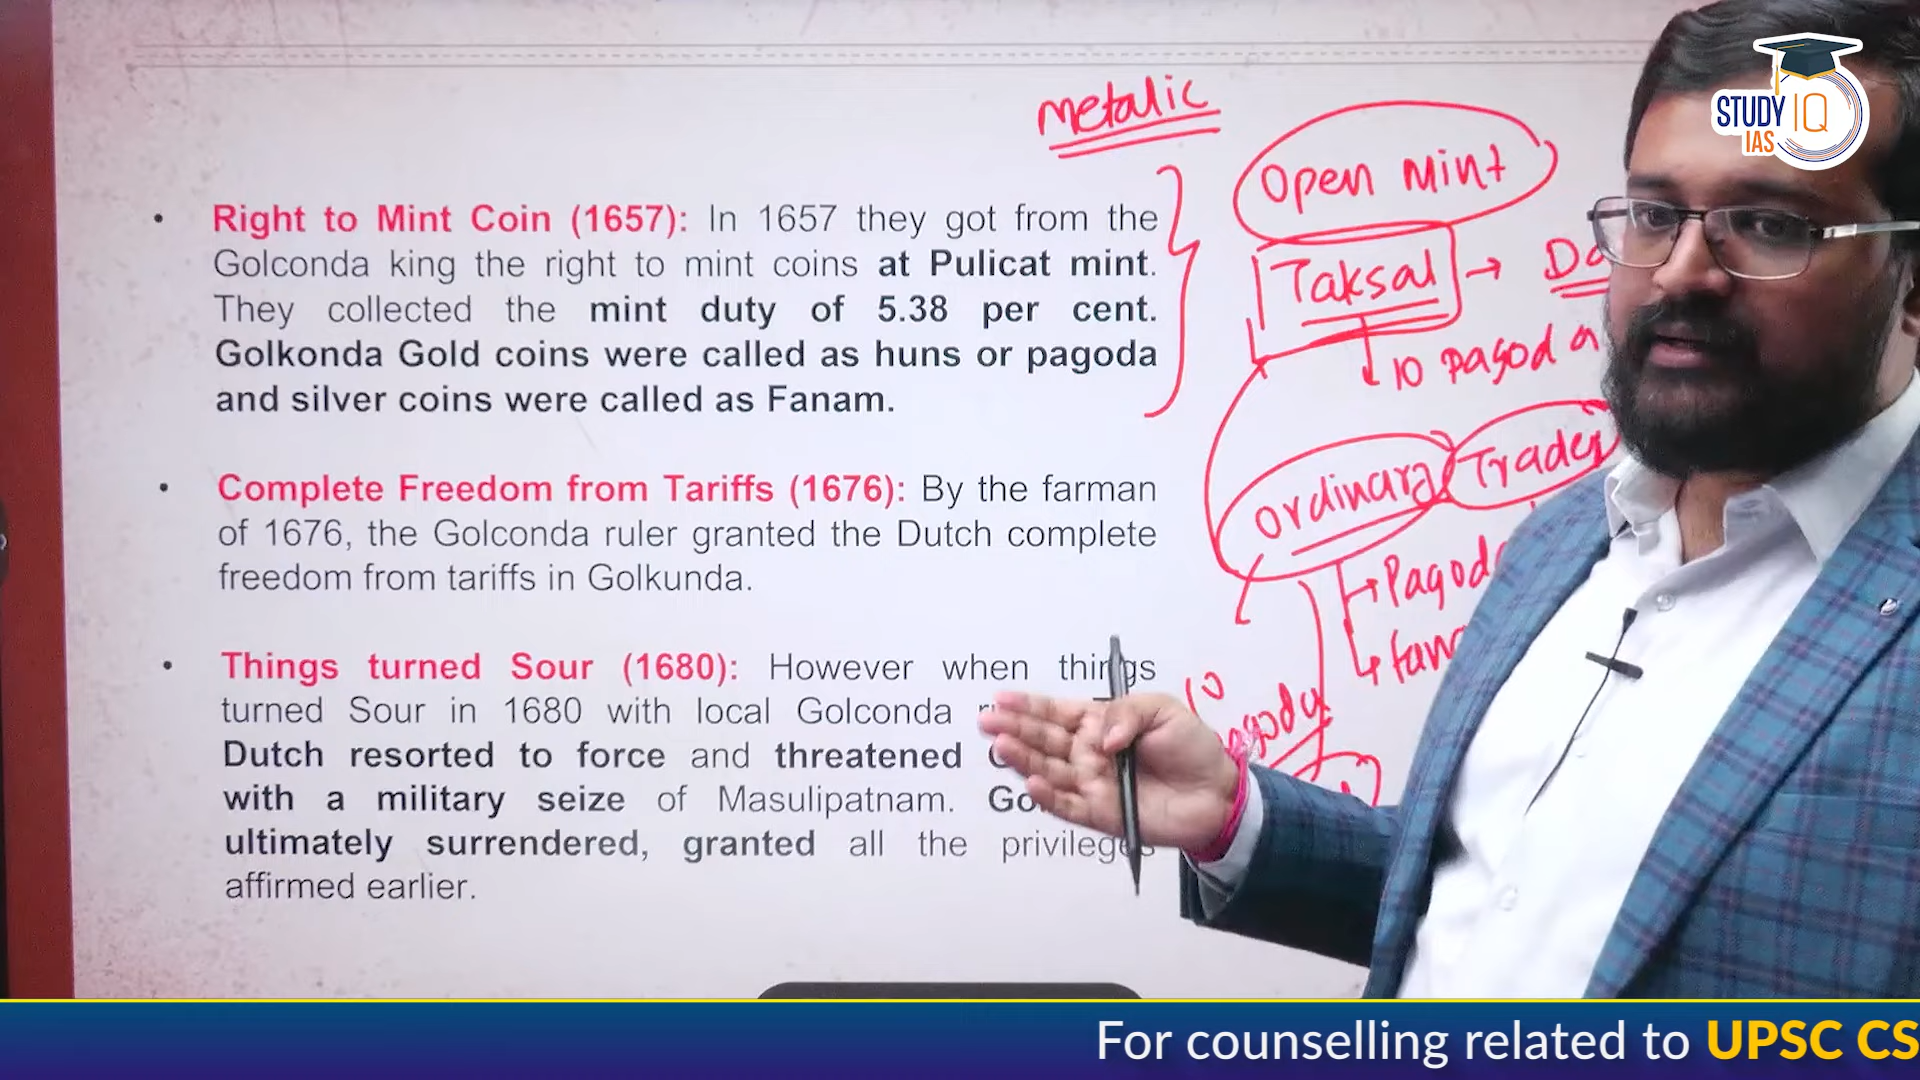 STUDY IQ
IAS
metalic
Open Mint
Taksal
10 Pagod
Ordinary Trader
10
• Right to Mint Coin (1657): In 1657 they got from the
Golconda king the right to mint coins at Pulicat mint.
They collected the mint duty of 5.38 per cent.
Golkonda Gold coins were called as huns or pagoda
and silver coins were called as Fanam.
• Complete Freedom from Tariffs (1676): By the farman
of 1676, the Golconda ruler granted the Dutch complete
freedom from tariffs in Golkunda.
• Things turned Sour (1680): However when things
turned Sour in 1680 with local Golconda
Dutch resorted to force and threatened
with a military seize of Masulipatnam.
ultimately surrendered, granted all the privileges
affirmed earlier.
For counselling related to UPSC CS